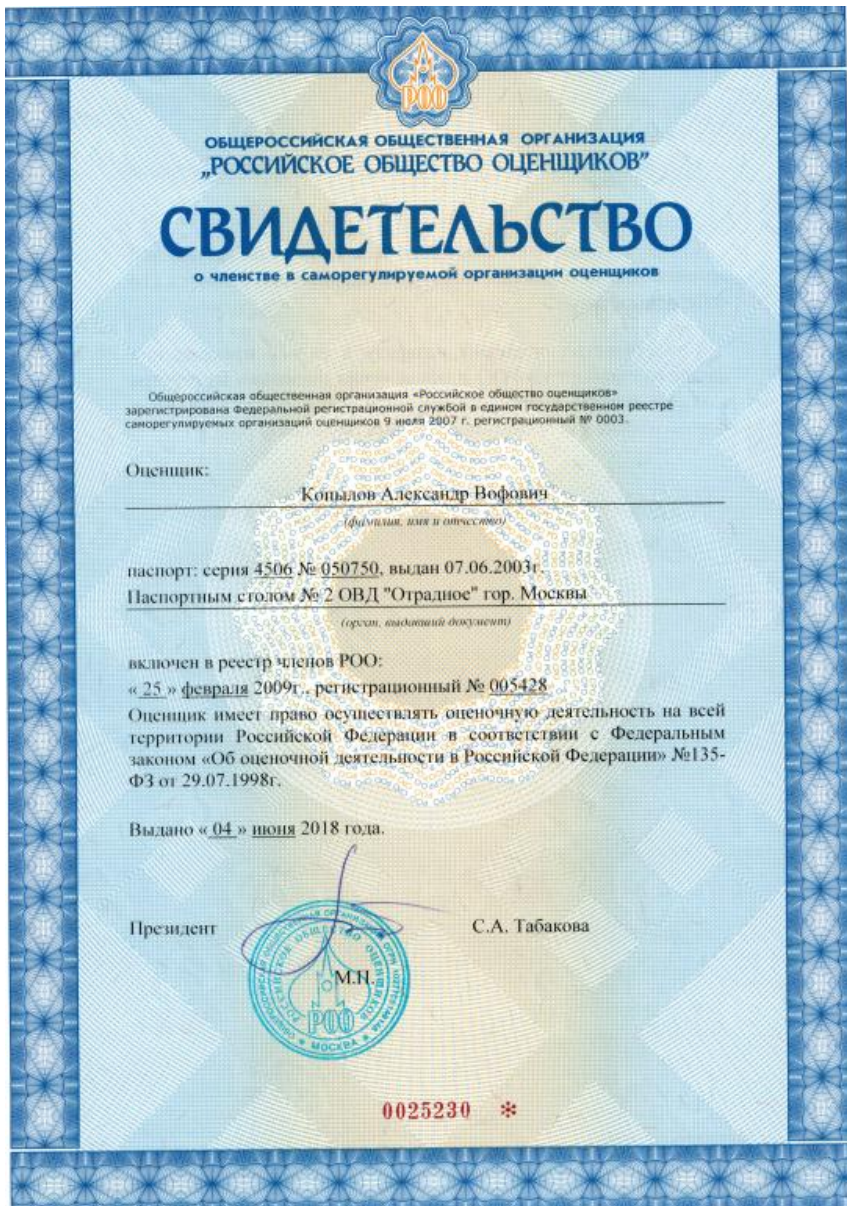 РОО
ОБЩЕРОССИЙСКАЯ ОБЩЕСТВЕННАЯ ОРГАНИЗАЦИЯ
„РОССИЙСКОЕ ОБЩЕСТВО ОЦЕНЩИКОВ”
СВИДЕТЕЛЬСТВО
о членстве в саморегулируемой организации оценщиков
Общероссийская общественная организация «Российское общество оценщиков»
зарегистрирована Федеральной регистрационной службой в едином государственном реестре
саморегулируемых организаций оценщиков 9 июля 2007 г. регистрационный № 0003.
Оценщик:
Копылов Александр Вофович
(фамилия, имя и отчество)
паспорт: серия 4506 № 050750, выдан 07.06.2003г.
Паспортным столом № 2 ОВД "Отрадное" гор. Москвы
(орган, выдавший документ)
включен в реестр членов РОО:
« 25 » февраля 2009г., регистрационный № 005428
Оценщик имеет право осуществлять оценочную деятельность на всей
территории Российской Федерации в соответствии с Федеральным
законом «Об оценочной деятельности в Российской Федерации» №135-
ФЗ от 29.07.1998г.
Выдано « 04 » июня 2018 года.
Президент
С.А. Табакова
М.П.
РОССИЙСКОЕ ОБЩЕСТВО ОЦЕНЩИКОВ
РОО
МОСКВА
0025230 *